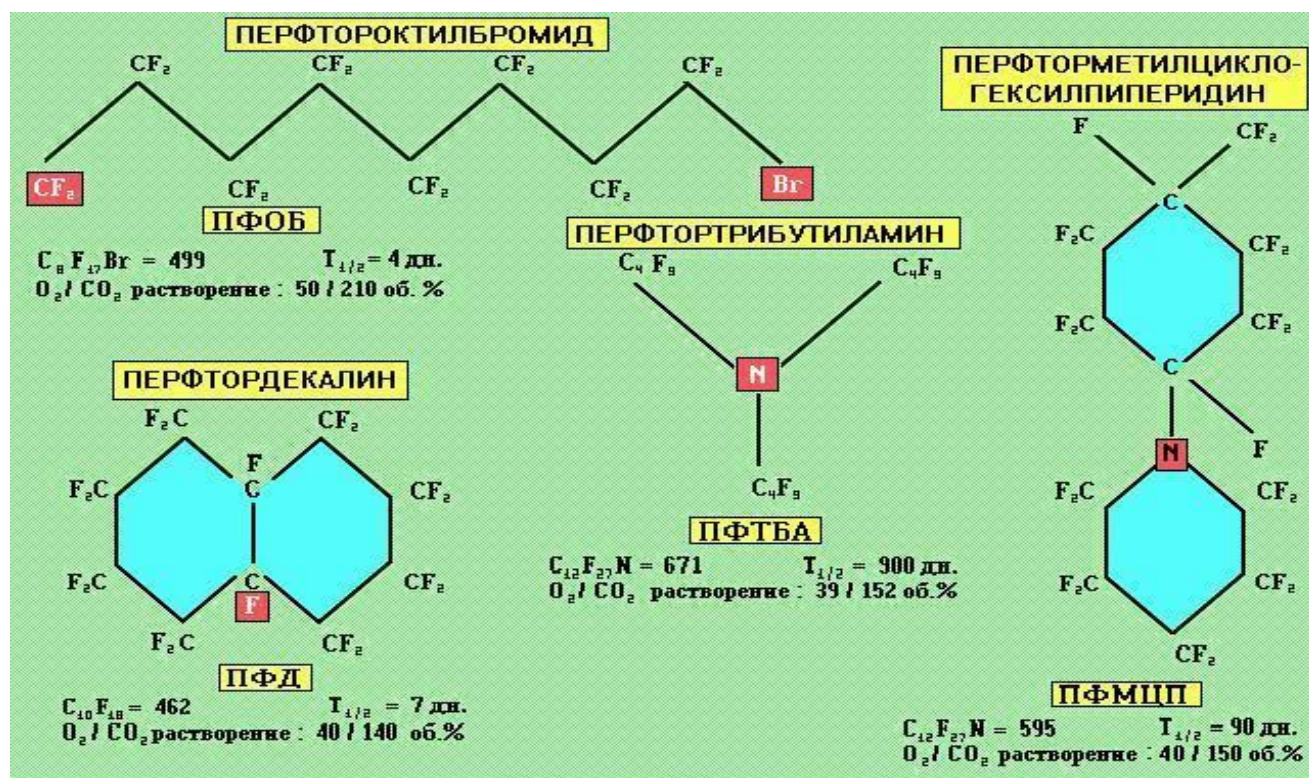 ПЕРФТОРОКТИЛБРОМИД
CF₂ CF₂ CF₂ CF₂
CF₂ CF₂ CF₂ CF₂ Br
ПФОБ
C₈F₁₇Br = 499 T₁/₂ = 4 дн.
O₂/ CO₂ растворение : 50 / 210 об. %
ПЕРФТОРДЕКАЛИН
F₂C CF₂
F
F₂C C CF₂
F₂C C CF₂
F
F₂C CF₂
ПФД
C₁₀F₁₈ = 462 T₁/₂ = 7 дн.
O₂/ CO₂ растворение : 40 / 140 об.%
ПЕРФТОРТРИБУТИЛАМИН
C₄F₉ C₄F₉
N
C₄F₉
ПФТБА
C₁₂F₂₇N = 671 T₁/₂ = 900 дн.
O₂/ CO₂ растворение : 39 / 152 об.%
ПЕРФТОРМЕТИЛЦИКЛО-
ГЕКСИЛПИПЕРИДИН
F CF₂
C
F₂C CF₂
F₂C CF₂
C
N F
F₂C CF₂
F₂C CF₂
CF₂
ПФМЦП
C₁₂F₂₇N = 595 T₁/₂ = 90 дн.
O₂/ CO₂ растворение : 40 / 150 об.%